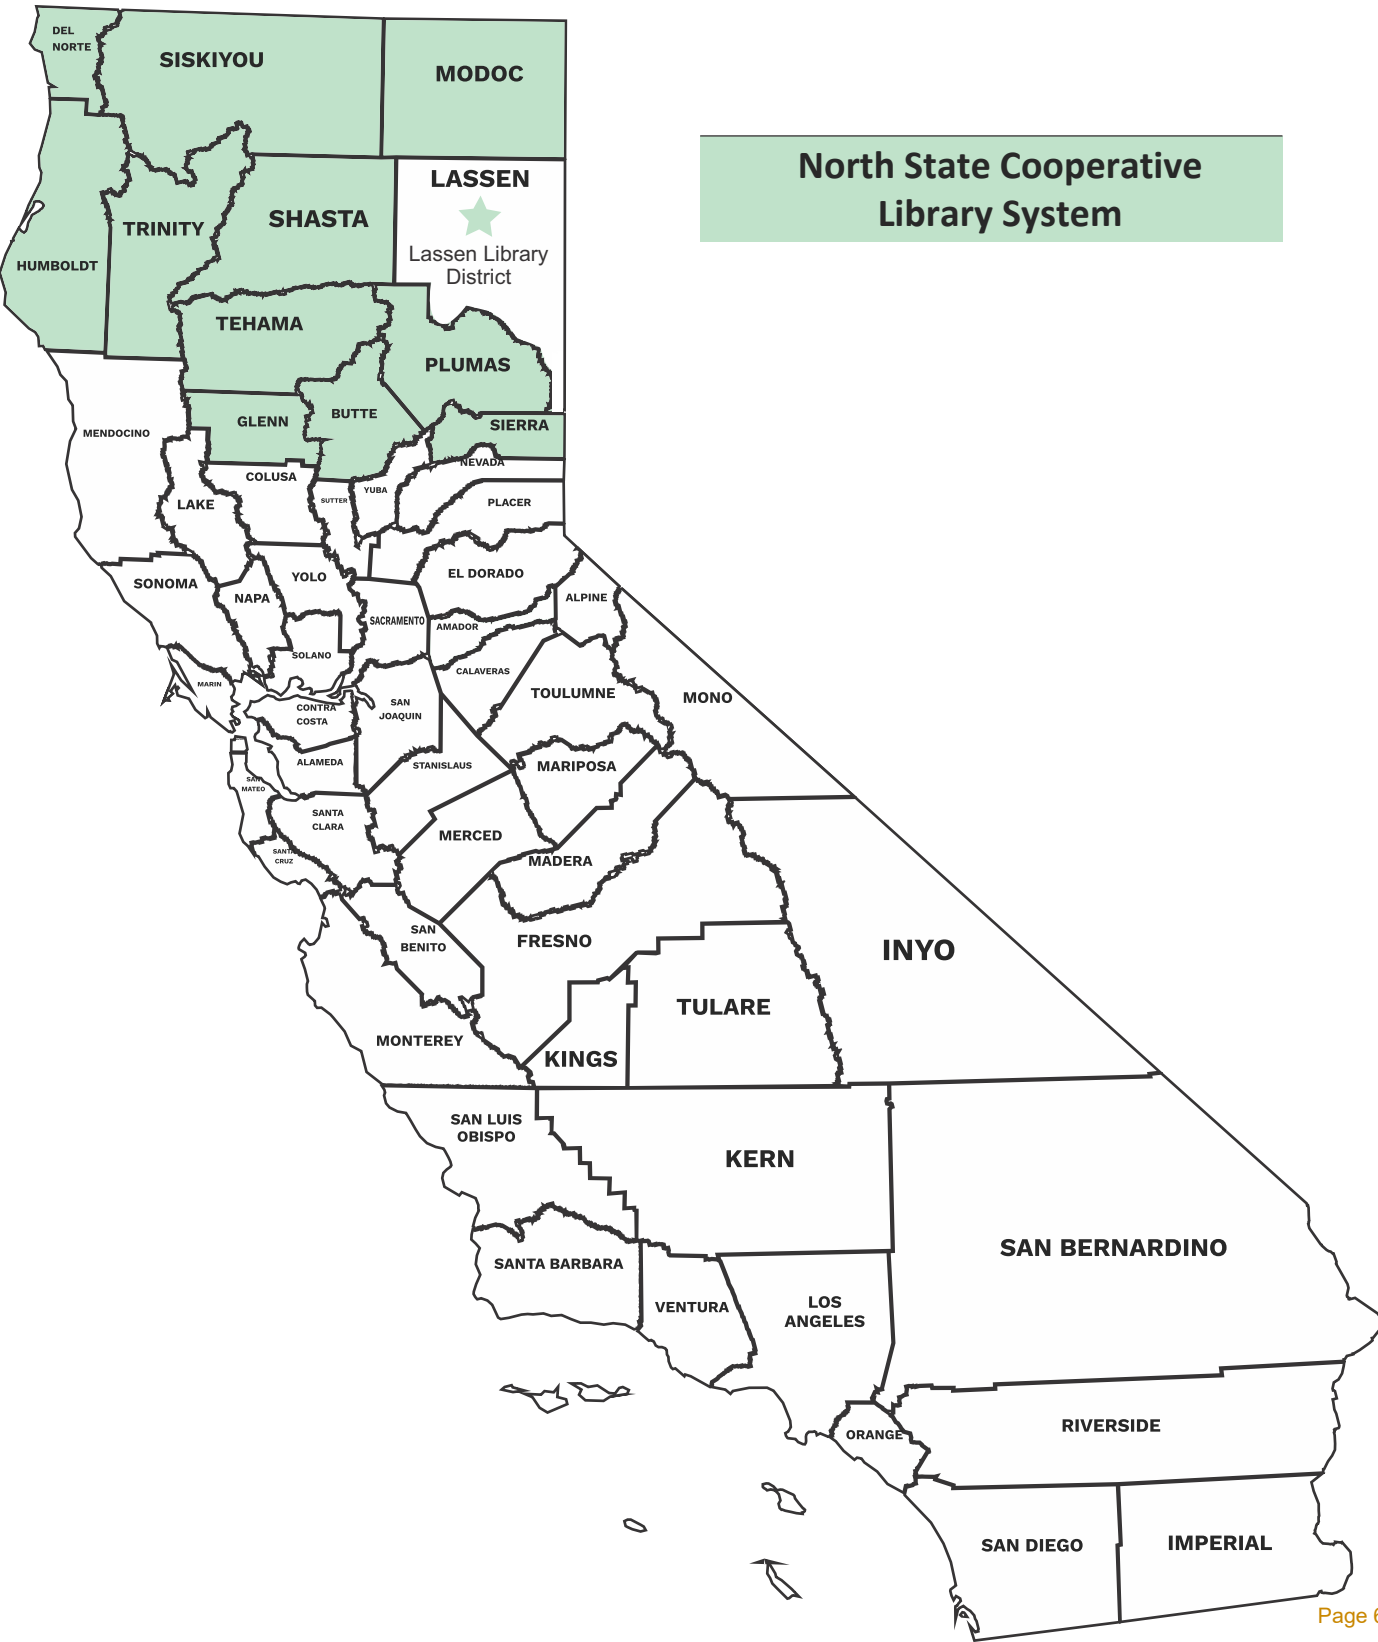 DEL
NORTE
SISKIYOU
MODOC
North State Cooperative
Library System
LASSEN
Lassen Library
District
SHASTA
TRINITY
HUMBOLDT
TEHAMA
PLUMAS
BUTTE
GLENN
SIERRA
MENDOCINO
NEVADA
COLUSA
YUBA
SUTTER
PLACER
LAKE
EL DORADO
YOLO
SONOMA
NAPA
ALPINE
SACRAMENTO
AMADOR
SOLANO
CALAVERAS
MARIN
TOULUMNE
MONO
SAN
JOAQUIN
CONTRA
COSTA
ALAMEDA
STANISLAUS
MARIPOSA
SAN
MATEO
SANTA
CLARA
MERCED
SANTA
CRUZ
MADERA
SAN
BENITO
FRESNO
INYO
TULARE
MONTEREY
KINGS
SAN LUIS
OBISPO
KERN
SAN BERNARDINO
SANTA BARBARA
VENTURA
LOS
ANGELES
RIVERSIDE
ORANGE
SAN DIEGO
IMPERIAL
Page 6